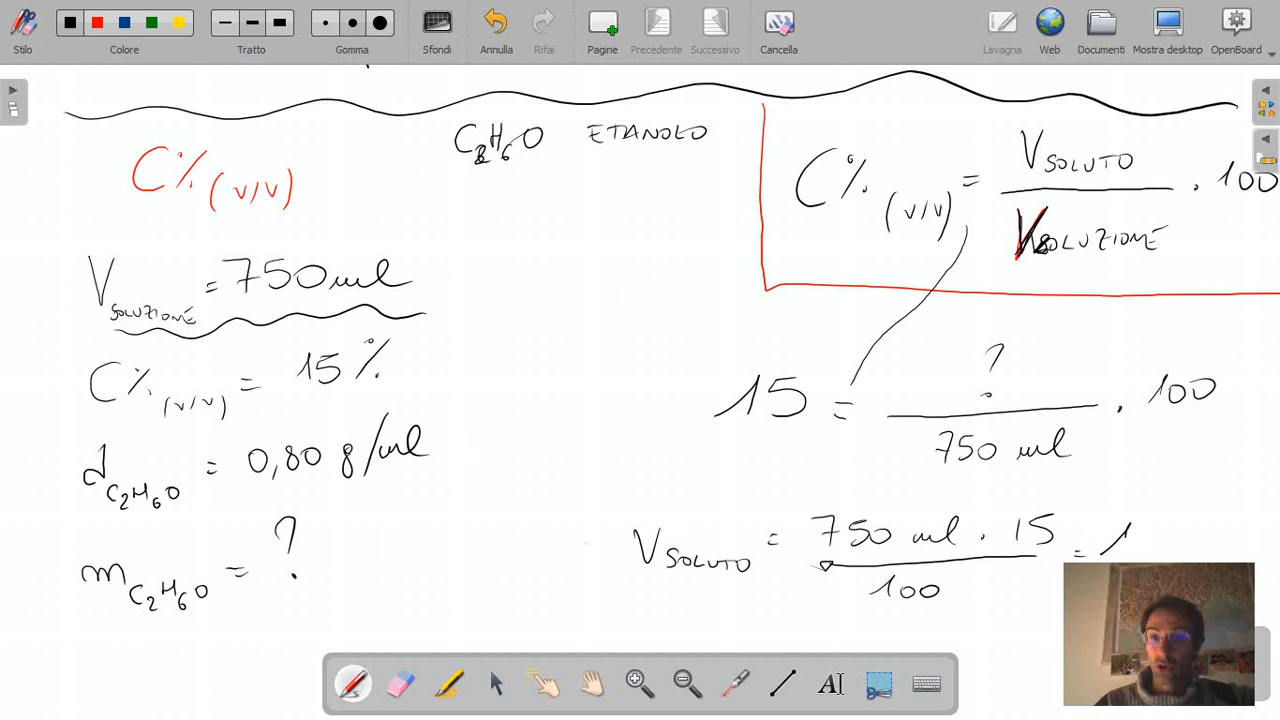 Stilo Colore Tratto Gomma Sfondi Annulla Rifai Pagine Precedente Successivo Cancella Lavagna Web Documenti Mostra desktop OpenBoard
C2H6O ETANOLO
C%(V/V)
C%(V/V) = VSOLUTO / VSOLUZIONE . 100
VSOLUZIONE = 750 ml
C%(V/V) = 15%
15 = ? / 750 ml . 100
dC2H6O = 0,80 g/ml
mC2H6O = ?
VSOLUTO = 750 ml . 15 / 100 = 1
AI